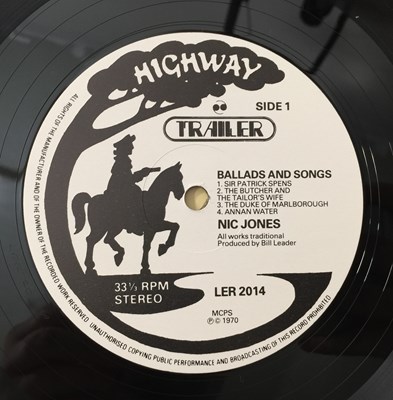 HIGHWAY
SIDE 1
TRAILER
BALLADS AND SONGS
1. SIR PATRICK SPENS
2. THE BUTCHER AND
THE TAILOR'S WIFE
3. THE DUKE OF MARLBOROUGH
4. ANNAN WATER
NIC JONES
All works traditional
Produced by Bill Leader
33⅓ RPM
STEREO
LER 2014
MCPS
℗ © 1970
ALL RIGHTS OF THE MANUFACTURER AND OF THE OWNER OF THE RECORDED WORK RESERVED. UNAUTHORISED COPYING PUBLIC PERFORMANCE AND BROADCASTING OF THIS RECORD PROHIBITED